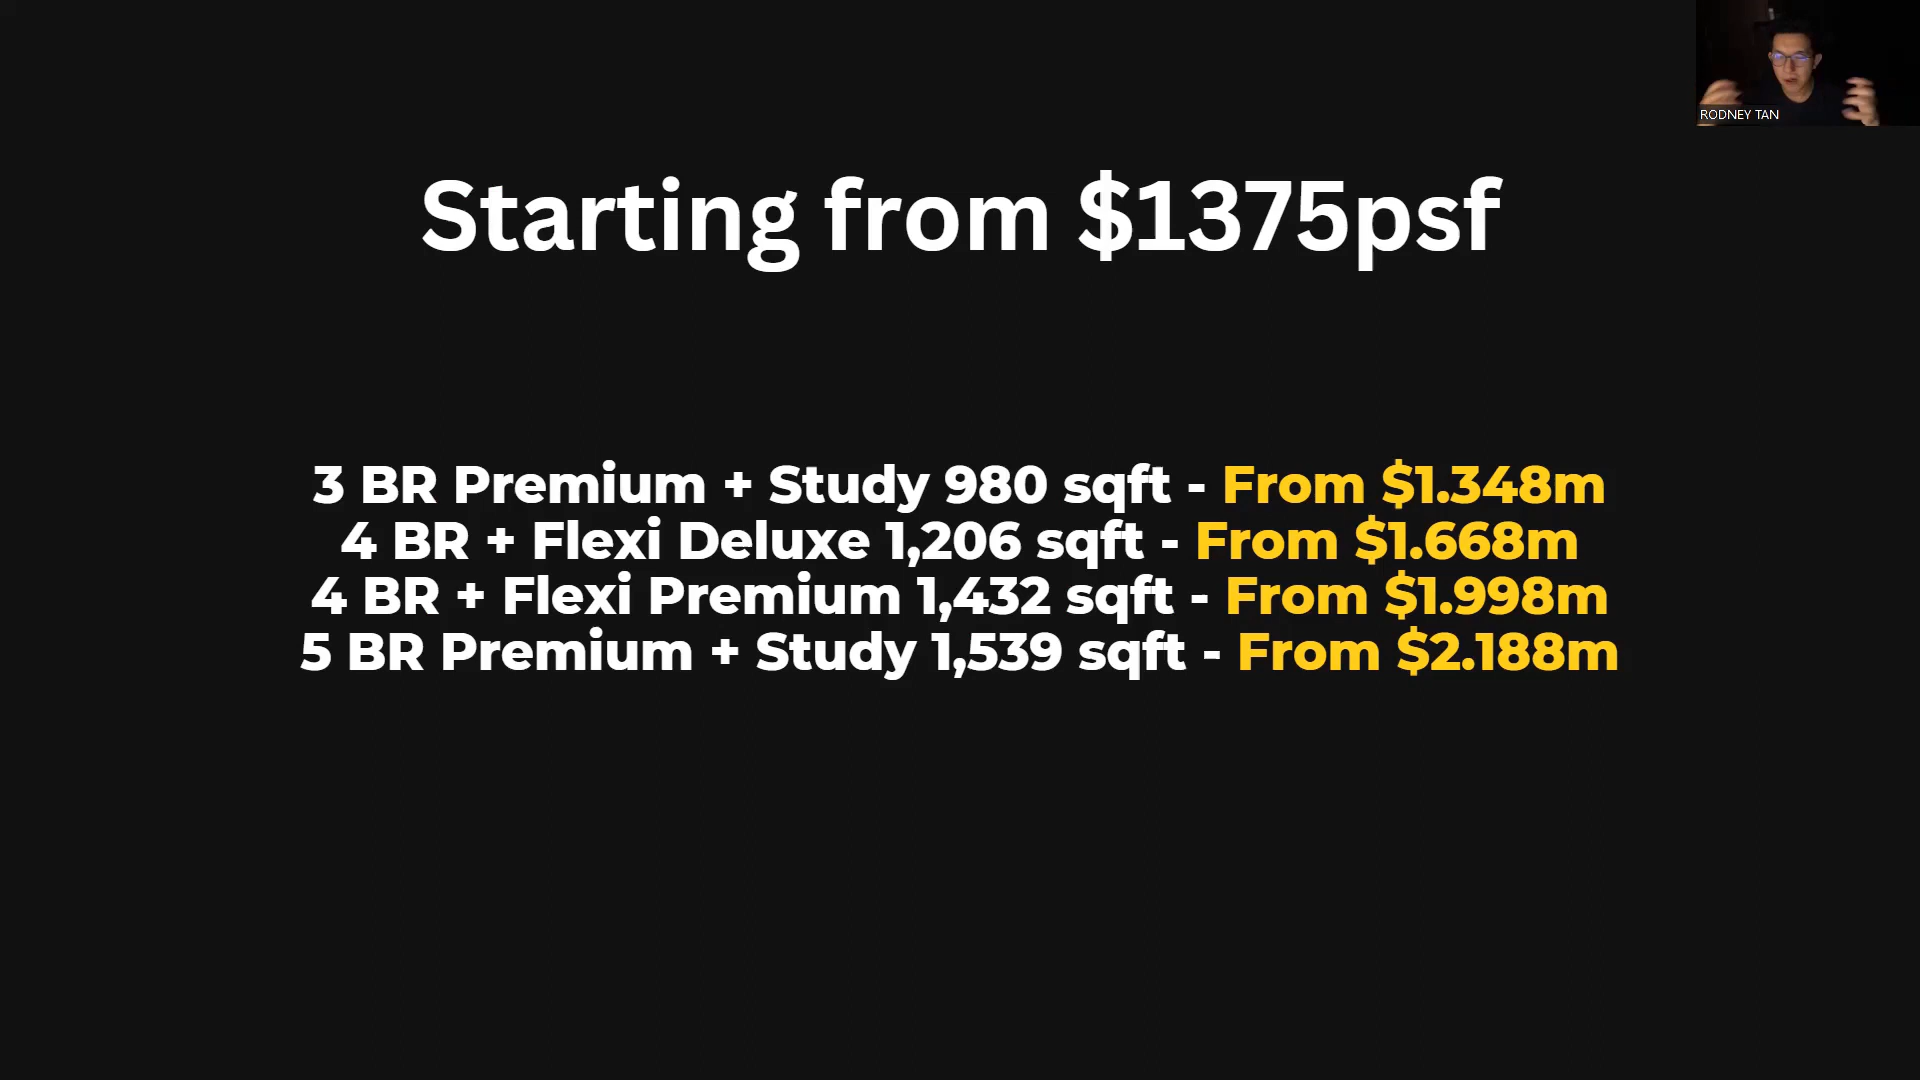 RODNEY TAN
Starting from $1375psf
3 BR Premium + Study 980 sqft - From $1.348m
4 BR + Flexi Deluxe 1,206 sqft - From $1.668m
4 BR + Flexi Premium 1,432 sqft - From $1.998m
5 BR Premium + Study 1,539 sqft - From $2.188m